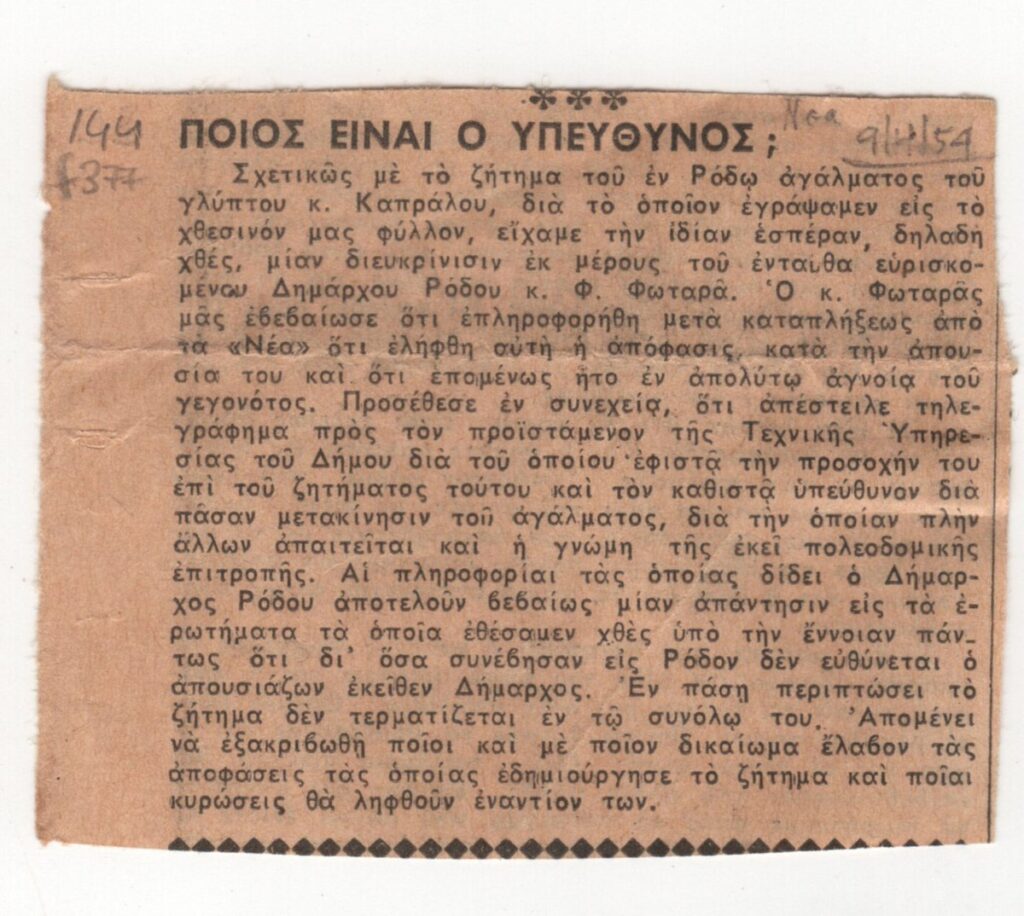 ***
144
ΠΟΙΟΣ ΕΙΝΑΙ Ο ΥΠΕΥΘΥΝΟΣ;
Νέα
f377
Σχετικῶς μὲ τὸ ζήτημα τοῦ ἐν Ρόδῳ ἀγάλματος τοῦ
γλύπτου κ. Καπράλου, διὰ τὸ ὁποῖον ἐγράψαμεν εἰς τὸ
χθεσινόν μας φύλλον, εἴχαμε τὴν ἰδίαν ἑσπέραν, δηλαδὴ
χθές, μίαν διευκρίνισιν ἐκ μέρους τοῦ ἐνταῦθα εὑρισκο-
μένου Δημάρχου Ρόδου κ. Φ. Φωταρᾶ. Ὁ κ. Φωταρᾶς
μᾶς ἐβεβαίωσε ὅτι ἐπληροφορήθη μετὰ καταπλήξεως ἀπὸ
τὰ «Νέα» ὅτι ἐλήφθη αὐτὴ ἡ ἀπόφασις, κατὰ τὴν ἀπου-
σία του καὶ ὅτι ἑπομένως ἦτο ἐν ἀπολύτῳ ἀγνοίᾳ τοῦ
γεγονότος. Προσέθεσε ἐν συνεχείᾳ, ὅτι ἀπέστειλε τηλε-
γράφημα πρὸς τὸν προϊστάμενον τῆς Τεχνικῆς Ὑπηρε-
σίας τοῦ Δήμου διὰ τοῦ ὁποίου ἐφιστᾷ τὴν προσοχήν του
ἐπὶ τοῦ ζητήματος τούτου καὶ τὸν καθιστᾷ ὑπεύθυνον διὰ
πᾶσαν μετακίνησιν τοῦ ἀγάλματος, διὰ τὴν ὁποίαν πλὴν
ἄλλων ἀπαιτεῖται καὶ ἡ γνώμη τῆς ἐκεῖ πολεοδομικῆς
ἐπιτροπῆς. Αἱ πληροφορίαι τὰς ὁποίας δίδει ὁ Δήμαρ-
χος Ρόδου ἀποτελοῦν βεβαίως μίαν ἀπάντησιν εἰς τὰ ἐ-
ρωτήματα τὰ ὁποῖα ἐθέσαμεν χθὲς ὑπὸ τὴν ἔννοιαν πάν-
τως ὅτι δι' ὅσα συνέβησαν εἰς Ρόδον δὲν εὐθύνεται ὁ
ἀπουσιάζων ἐκεῖθεν Δήμαρχος. Ἐν πάσῃ περιπτώσει τὸ
ζήτημα δὲν τερματίζεται ἐν τῷ συνόλῳ του. Ἀπομένει
νὰ ἐξακριβωθῇ ποῖοι καὶ μὲ ποῖον δικαίωμα ἔλαβον τὰς
ἀποφάσεις τὰς ὁποίας ἐδημιούργησε τὸ ζήτημα καὶ ποῖαι
κυρώσεις θὰ ληφθοῦν ἐναντίον των.